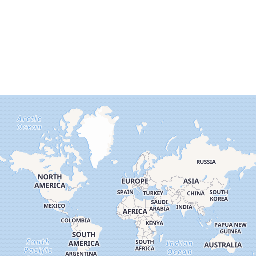 Arctic
Ocean
RUSSIA
NORTH
AMERICA
EUROPE
ASIA
SPAIN
TURKEY
CHINA
SOUTH
KOREA
MEXICO
SAUDI
ARABIA
INDIA
AFRICA
COLOMBIA
KENYA
PAPUA NEW
GUINEA
SOUTH
AMERICA
SOUTH
AFRICA
Indian
Ocean
AUSTRALIA
South
Pacific
ARGENTINA